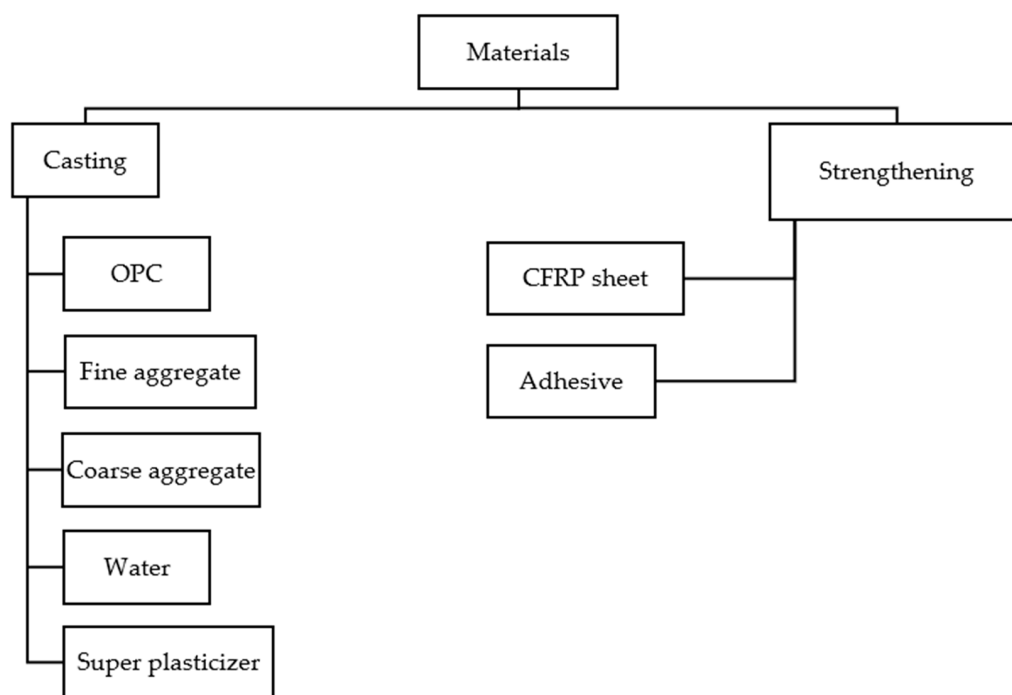 Materials
Casting
Strengthening
OPC
Fine aggregate
Coarse aggregate
Water
Super plasticizer
CFRP sheet
Adhesive